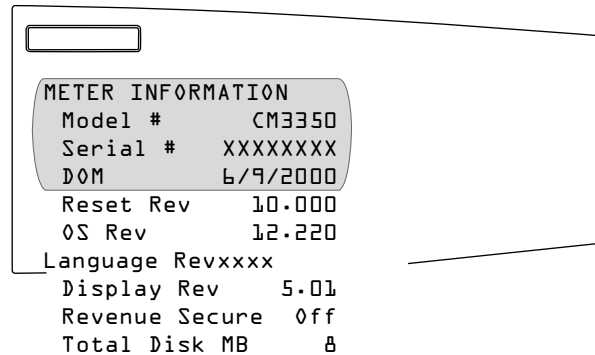 METER INFORMATION
Model # CM3350
Serial # XXXXXXXX
DOM 6/9/2000
Reset Rev 10.000
OS Rev 12.220
Language Revxxxx
Display Rev 5.01
Revenue Secure Off
Total Disk MB 8